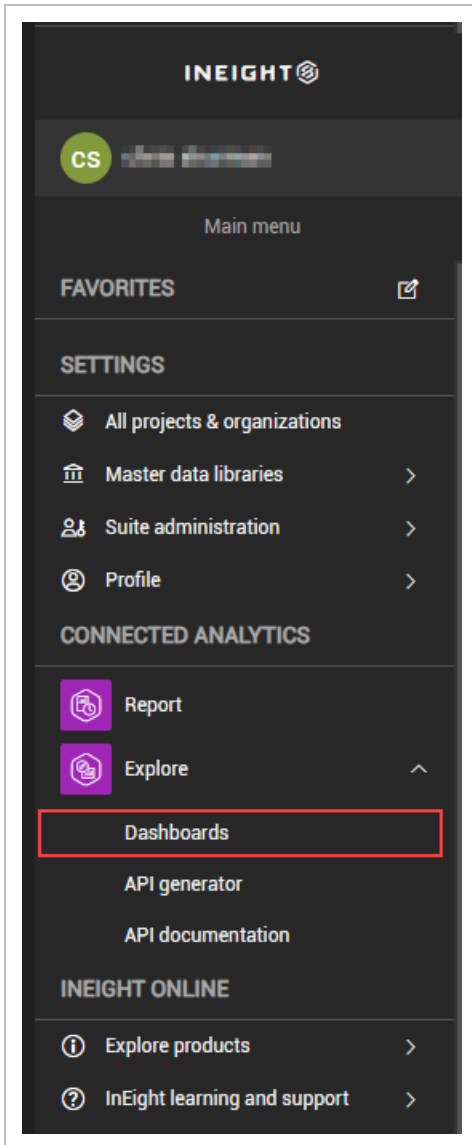 INEIGHT
CS
Main menu
FAVORITES
SETTINGS
All projects & organizations
Master data libraries
Suite administration
Profile
CONNECTED ANALYTICS
Report
Explore
Dashboards
API generator
API documentation
INEIGHT ONLINE
Explore products
InEight learning and support